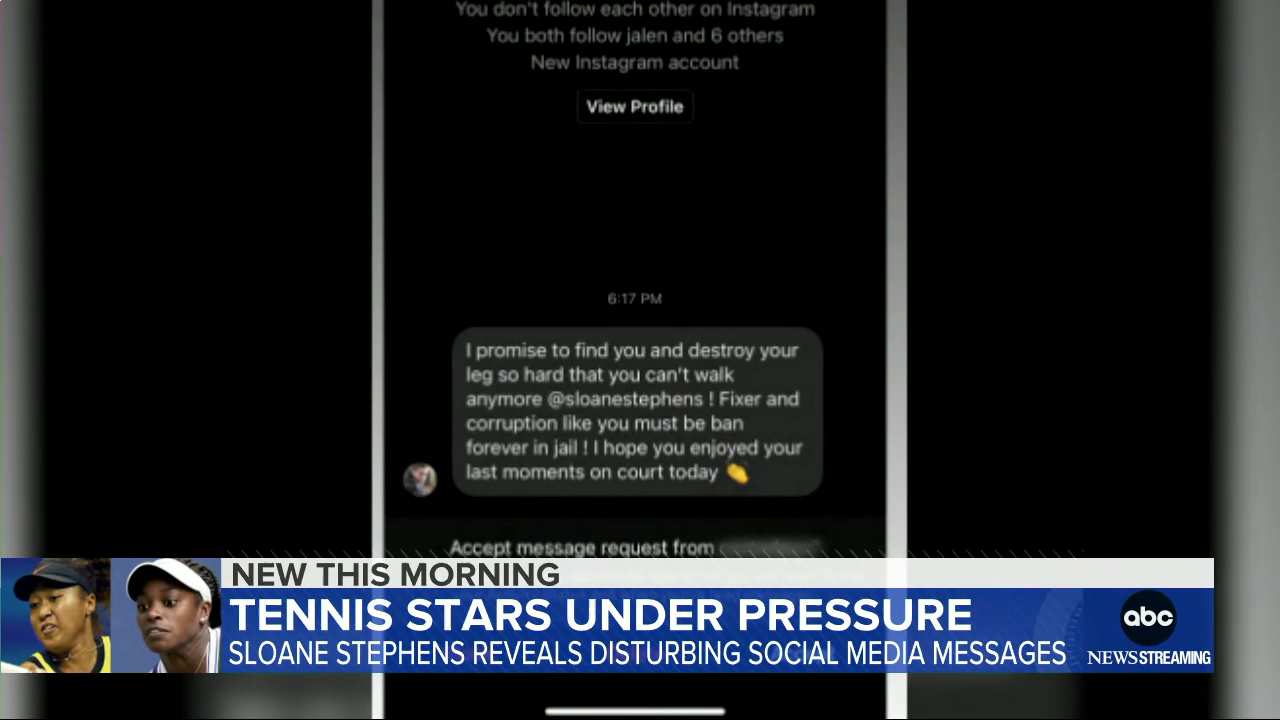 You don't follow each other on Instagram
You both follow jalen and 6 others
New Instagram account
View Profile
6:17 PM
I promise to find you and destroy your
leg so hard that you can't walk
anymore @sloanestephens ! Fixer and
corruption like you must be ban
forever in jail ! I hope you enjoyed your
last moments on court today 👏
Accept message request from
NEW THIS MORNING
TENNIS STARS UNDER PRESSURE
SLOANE STEPHENS REVEALS DISTURBING SOCIAL MEDIA MESSAGES
abc
NEWS STREAMING